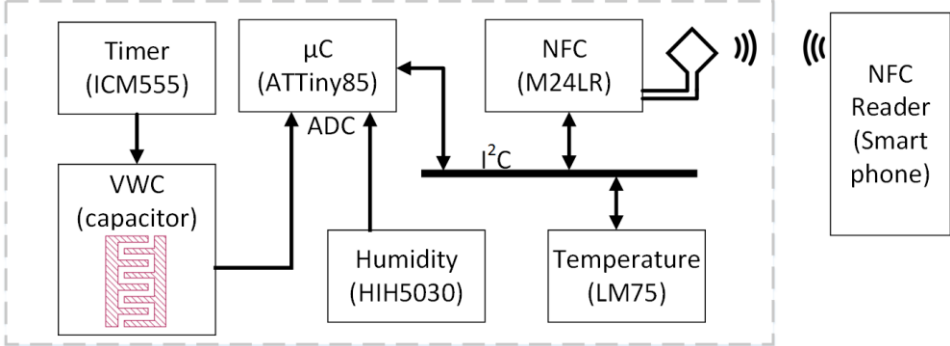 Timer
(ICM555)
µC
(ATTiny85)
ADC
NFC
(M24LR)
NFC
Reader
(Smart
phone)
I²C
VWC
(capacitor)
Humidity
(HIH5030)
Temperature
(LM75)